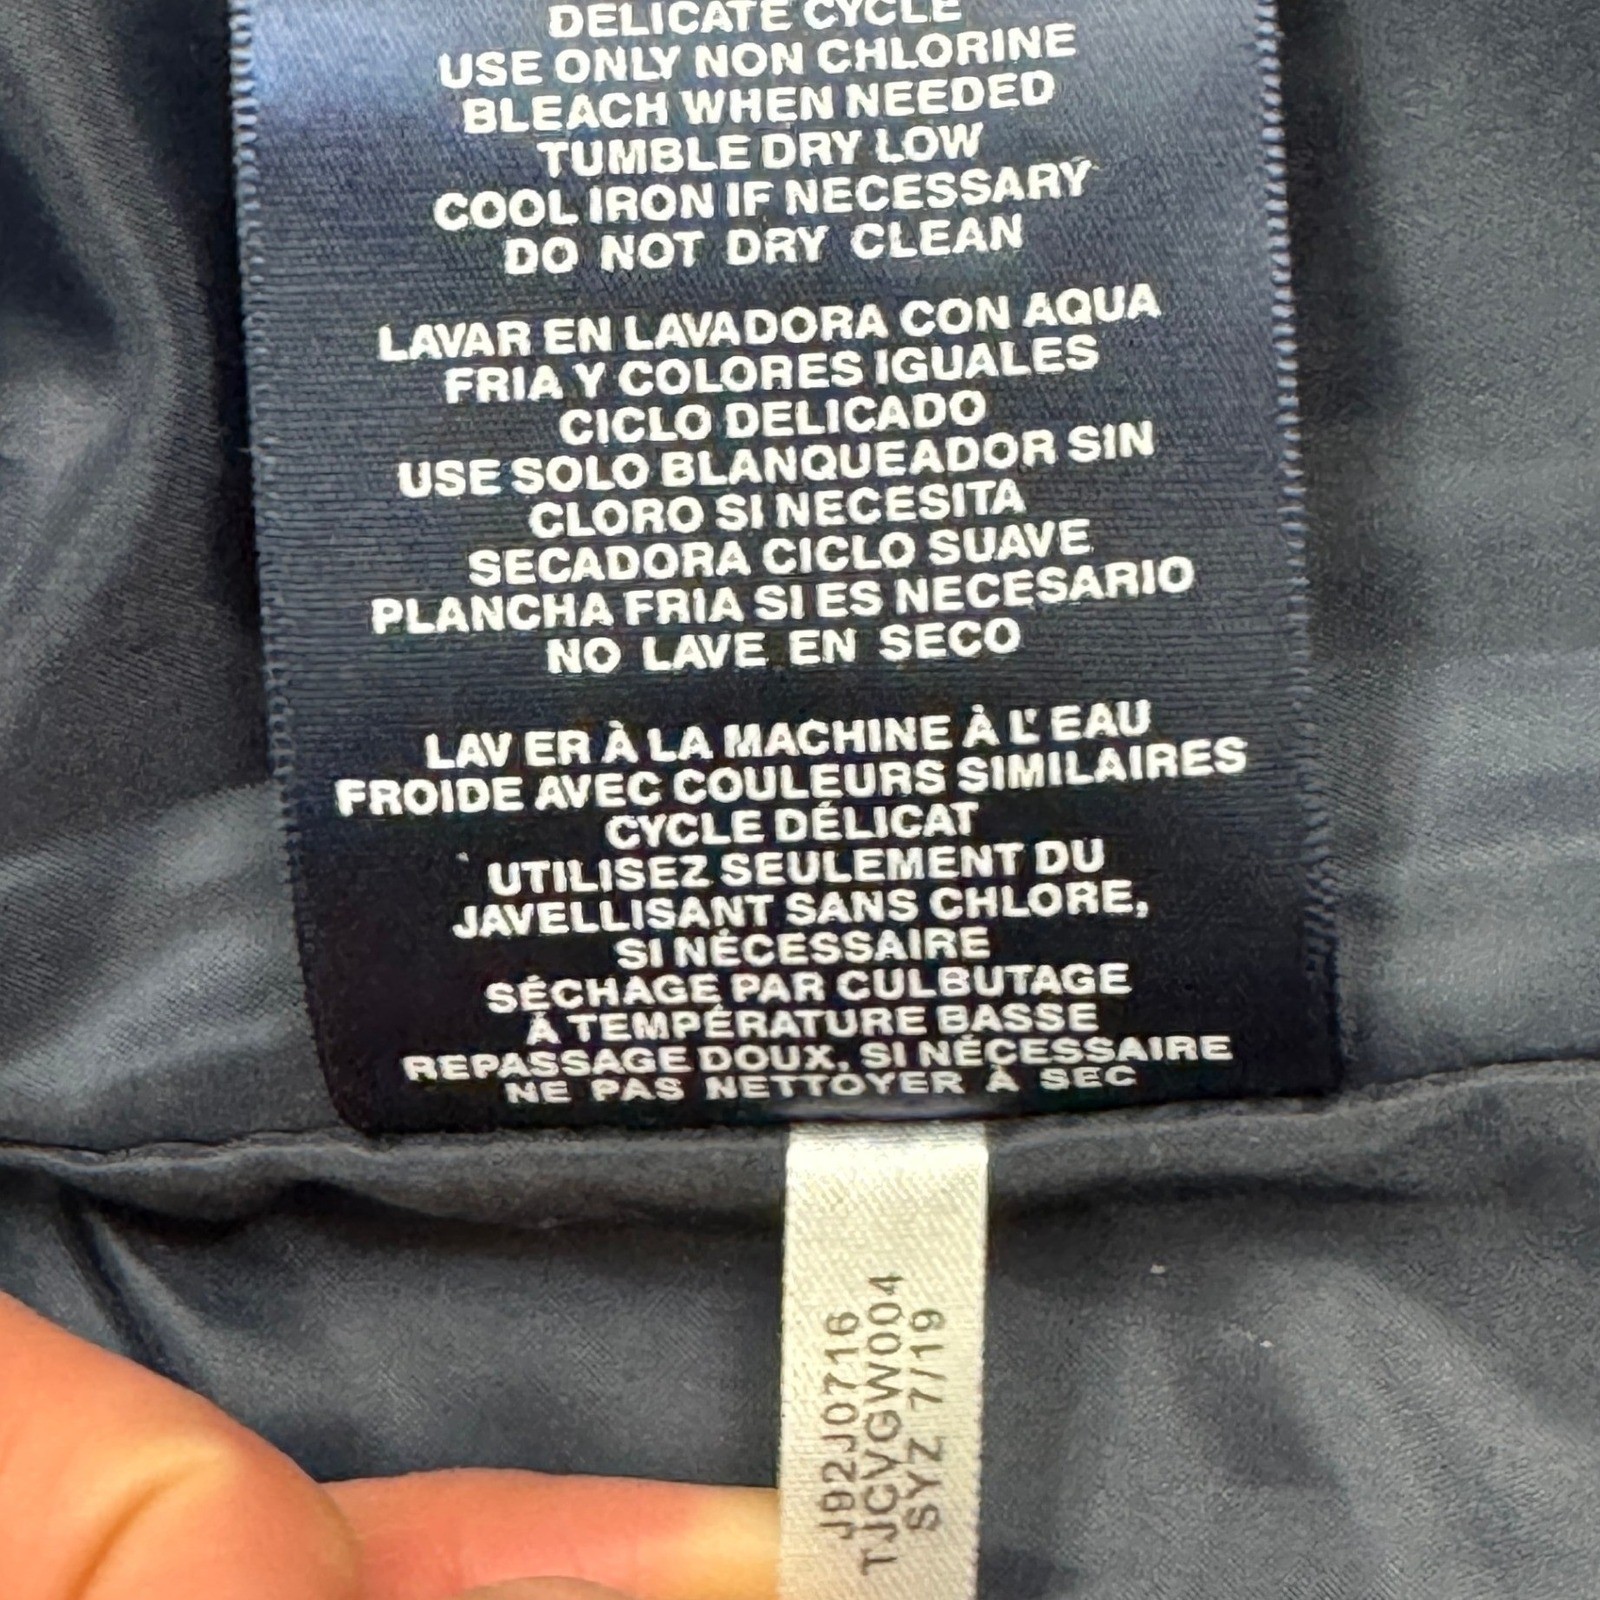 DELICATE CYCLE
USE ONLY NON CHLORINE
BLEACH WHEN NEEDED
TUMBLE DRY LOW
COOL IRON IF NECESSARY
DO NOT DRY CLEAN
LAVAR EN LAVADORA CON AQUA
FRIA Y COLORES IGUALES
CICLO DELICADO
USE SOLO BLANQUEADOR SIN
CLORO SI NECESITA
SECADORA CICLO SUAVE
PLANCHA FRIA SI ES NECESARIO
NO LAVE EN SECO
LAV ER À LA MACHINE À L' EAU
FROIDE AVEC COULEURS SIMILAIRES
CYCLE DÉLICAT
UTILISEZ SEULEMENT DU
JAVELLISANT SANS CHLORE,
SI NÉCESSAIRE
SÉCHAGE PAR CULBUTAGE
À TEMPÉRATURE BASSE
REPASSAGE DOUX, SI NÉCESSAIRE
NE PAS NETTOYER À SEC
J92J0716
TJCVGW004
SYZ 7/19